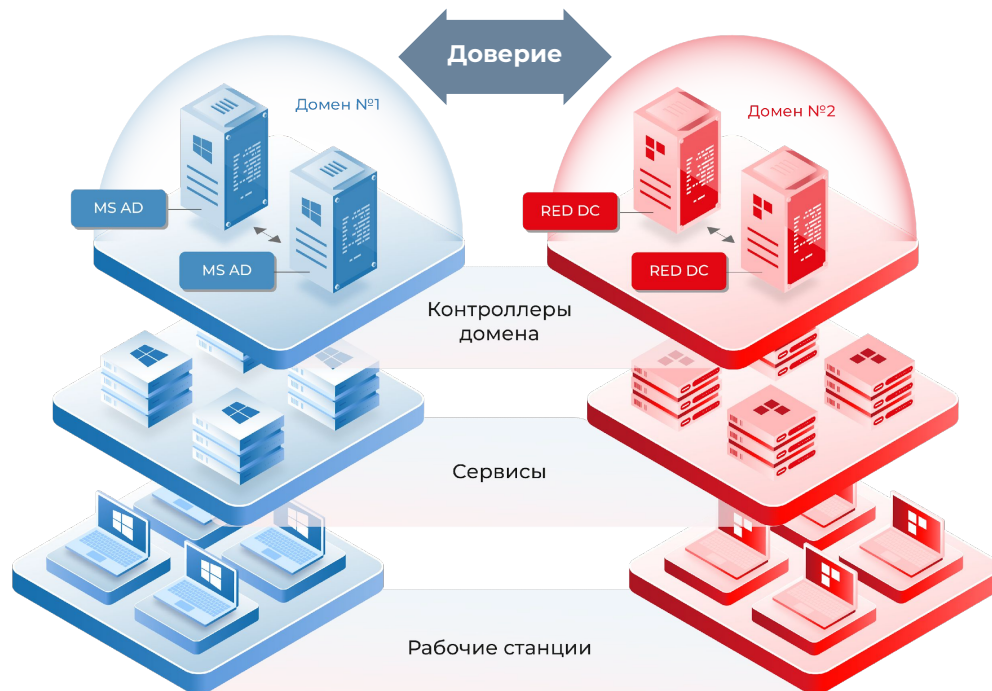 Доверие
Домен №1
Домен №2
MS AD
RED DC
MS AD
RED DC
Контроллеры
домена
Сервисы
Рабочие станции